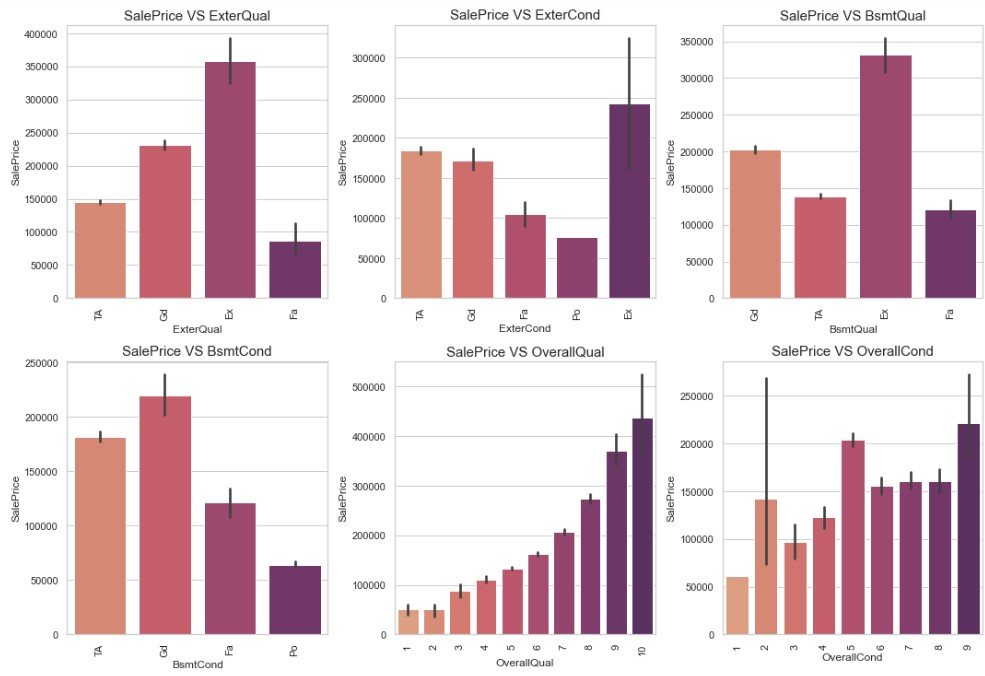 SalePrice VS ExterQual
SalePrice
400000
350000
300000
250000
200000
150000
100000
50000
0
TA Gd Ex Fa
ExterQual
SalePrice VS ExterCond
SalePrice
300000
250000
200000
150000
100000
50000
0
TA Gd Fa Po Ex
ExterCond
SalePrice VS BsmtQual
SalePrice
350000
300000
250000
200000
150000
100000
50000
0
Gd TA Ex Fa
BsmtQual
SalePrice VS BsmtCond
SalePrice
250000
200000
150000
100000
50000
0
TA Gd Fa Po
BsmtCond
SalePrice VS OverallQual
SalePrice
500000
400000
300000
200000
100000
0
1 2 3 4 5 6 7 8 9 10
OverallQual
SalePrice VS OverallCond
SalePrice
250000
200000
150000
100000
50000
0
1 2 3 4 5 6 7 8 9
OverallCond